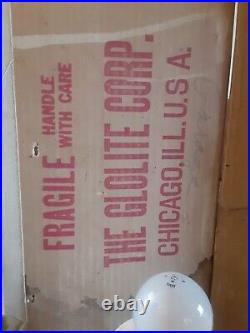 FRAGILE HANDLE
WITH CARE
THE GLOLITE CORP.
CHICAGO, ILL. U. S. A.